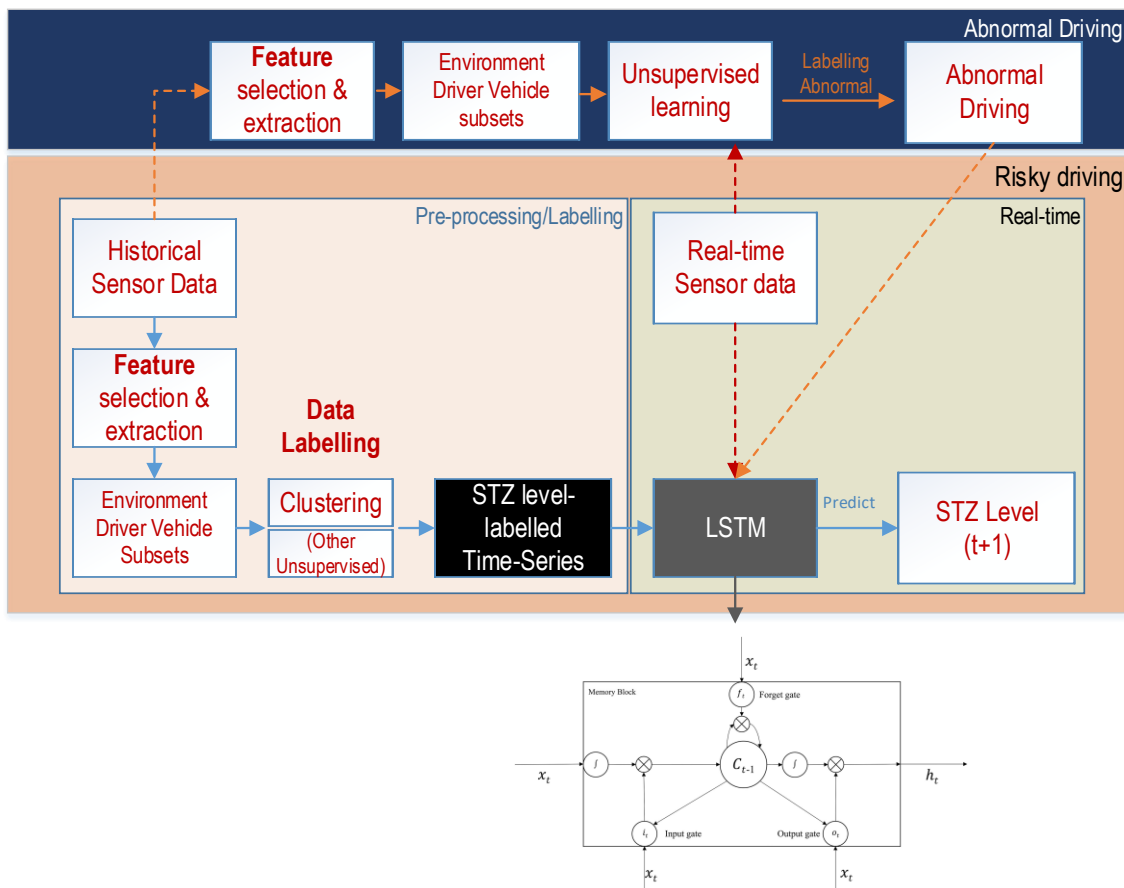 Abnormal Driving
Feature
selection &
extraction
Environment
Driver Vehicle
subsets
Unsupervised
learning
Labelling
Abnormal
Abnormal
Driving
Risky driving
Pre-processing/Labelling
Real-time
Historical
Sensor Data
Real-time
Sensor data
Feature
selection &
extraction
Data
Labelling
Environment
Driver Vehicle
Subsets
Clustering
(Other
Unsupervised)
STZ level-
labelled
Time-Series
LSTM
Predict
STZ Level
(t+1)
x_t
Memory Block
f_t
Forget gate
x_t
∫
C_{t-1}
∫
h_t
i_t
Input gate
Output gate
o_t
x_t
x_t